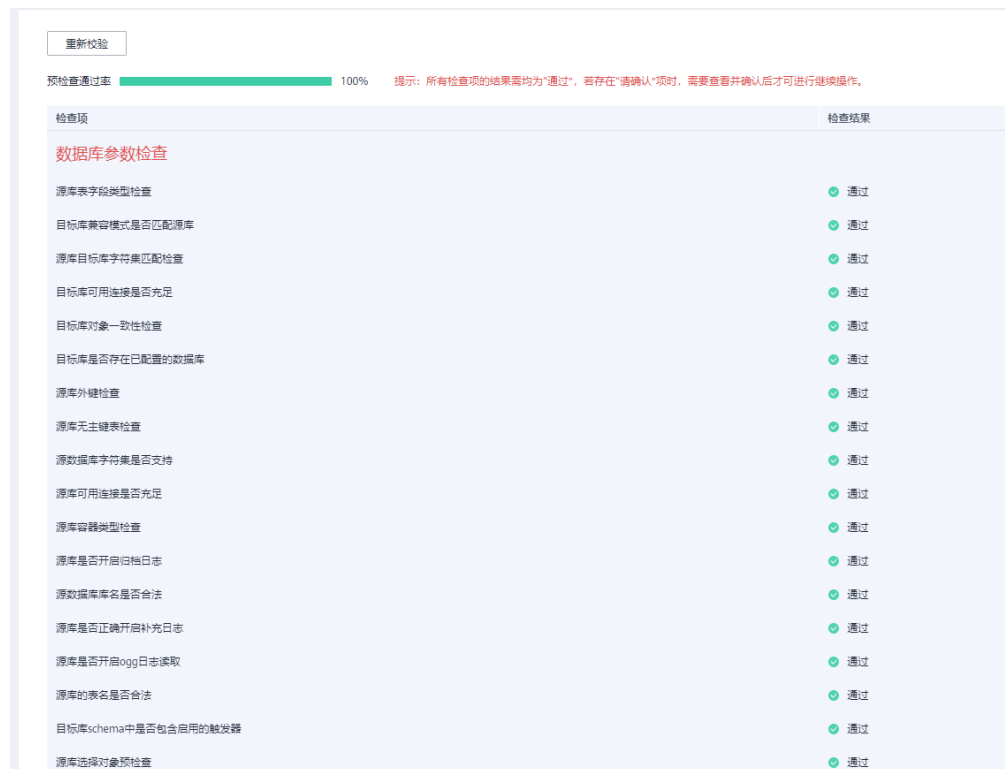 重新校验
预检查通过率 100% 提示：所有检查项的结果需均为“通过”，若存在“请确认”项时，需要查看并确认后才可进行继续操作。
检查项 检查结果
数据库参数检查
源库表字段类型检查 通过
目标库兼容模式是否匹配源库 通过
源库目标库字符集匹配检查 通过
目标库可用连接是否充足 通过
目标库对象一致性检查 通过
目标库是否存在已配置的数据库 通过
源库外键检查 通过
源库无主键表检查 通过
源数据库字符集是否支持 通过
源库可用连接是否充足 通过
源库容器类型检查 通过
源库是否开启归档日志 通过
源数据库库名是否合法 通过
源库是否正确开启补充日志 通过
源库是否开启ogg日志读取 通过
源库的表名是否合法 通过
目标库schema中是否包含启用的触发器 通过
源库选择对象预检查 通过